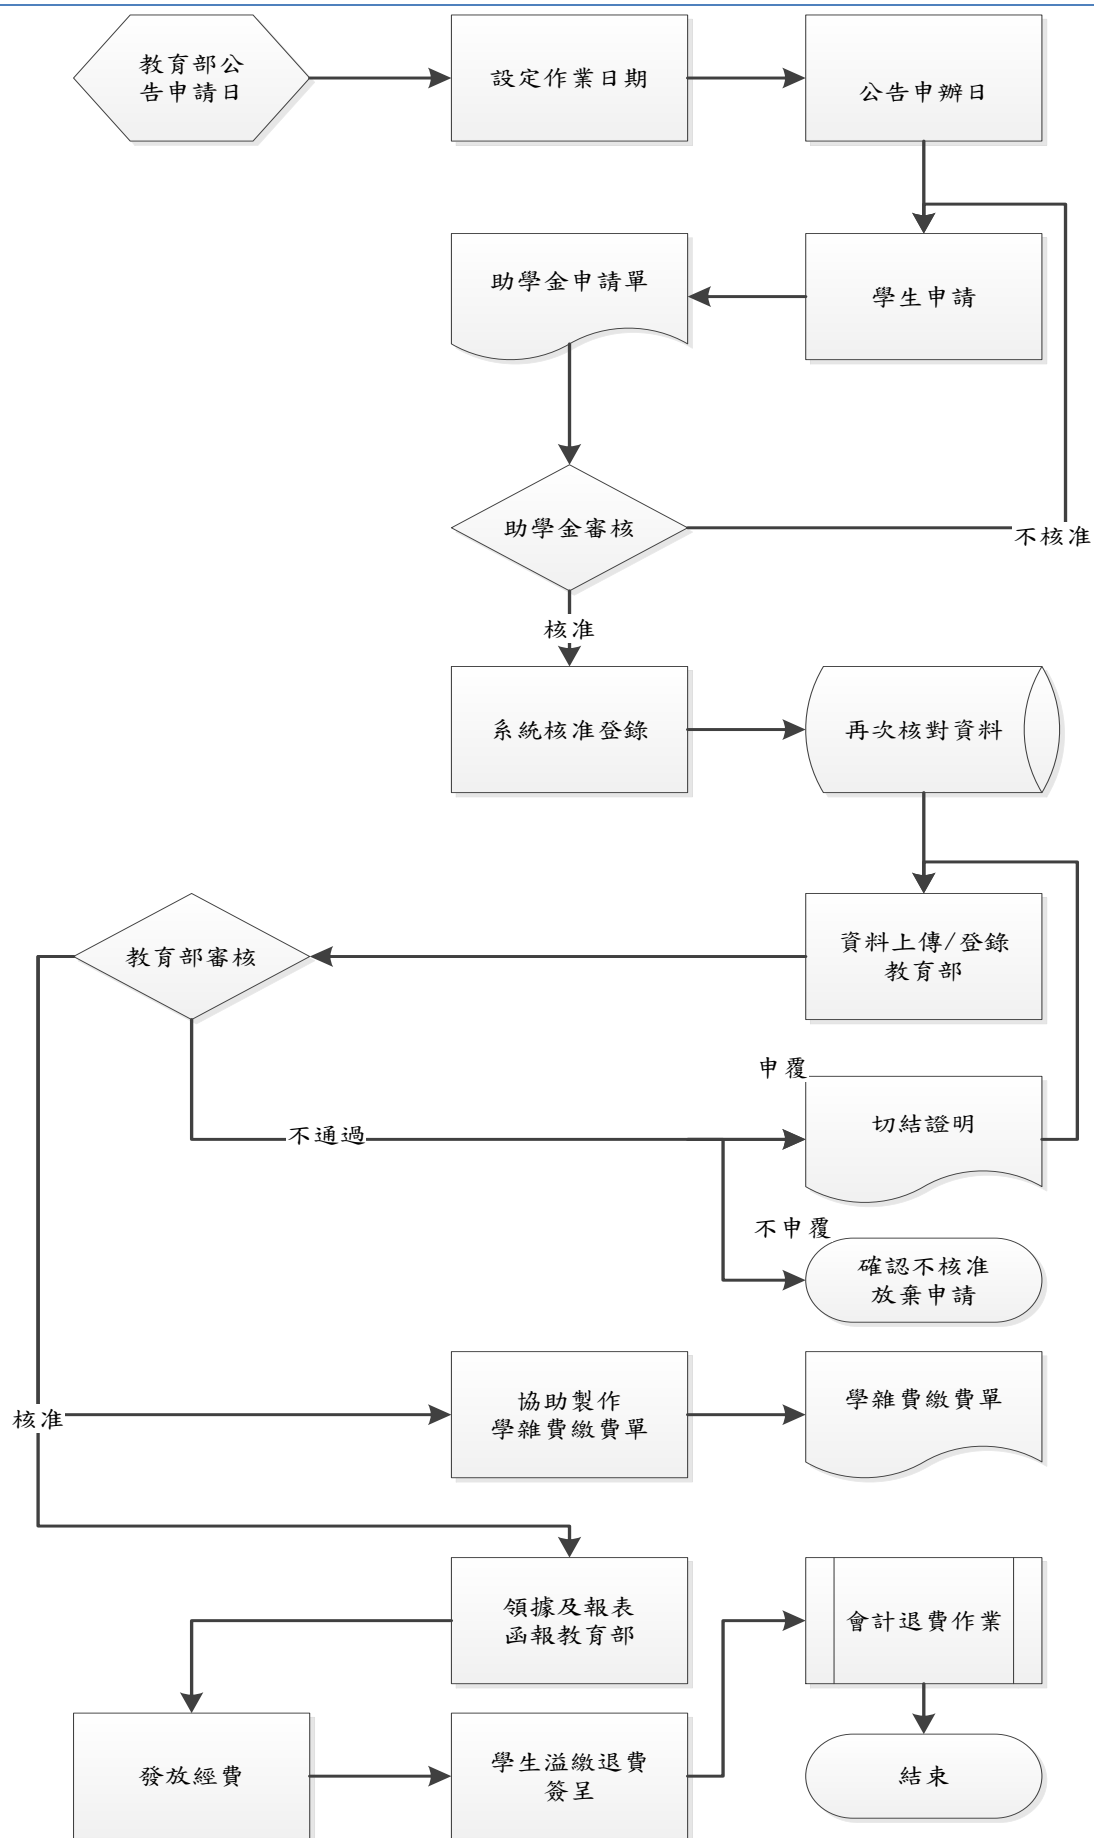 教育部公
告申請日
設定作業日期
公告申辦日
助學金申請單
學生申請
助學金審核
不核准
核准
系統核准登錄
再次核對資料
教育部審核
資料上傳/登錄
教育部
申覆
切結證明
不通過
不申覆
確認不核准
放棄申請
核准
協助製作
學雜費繳費單
學雜費繳費單
領據及報表
函報教育部
會計退費作業
發放經費
學生溢繳退費
簽呈
結束